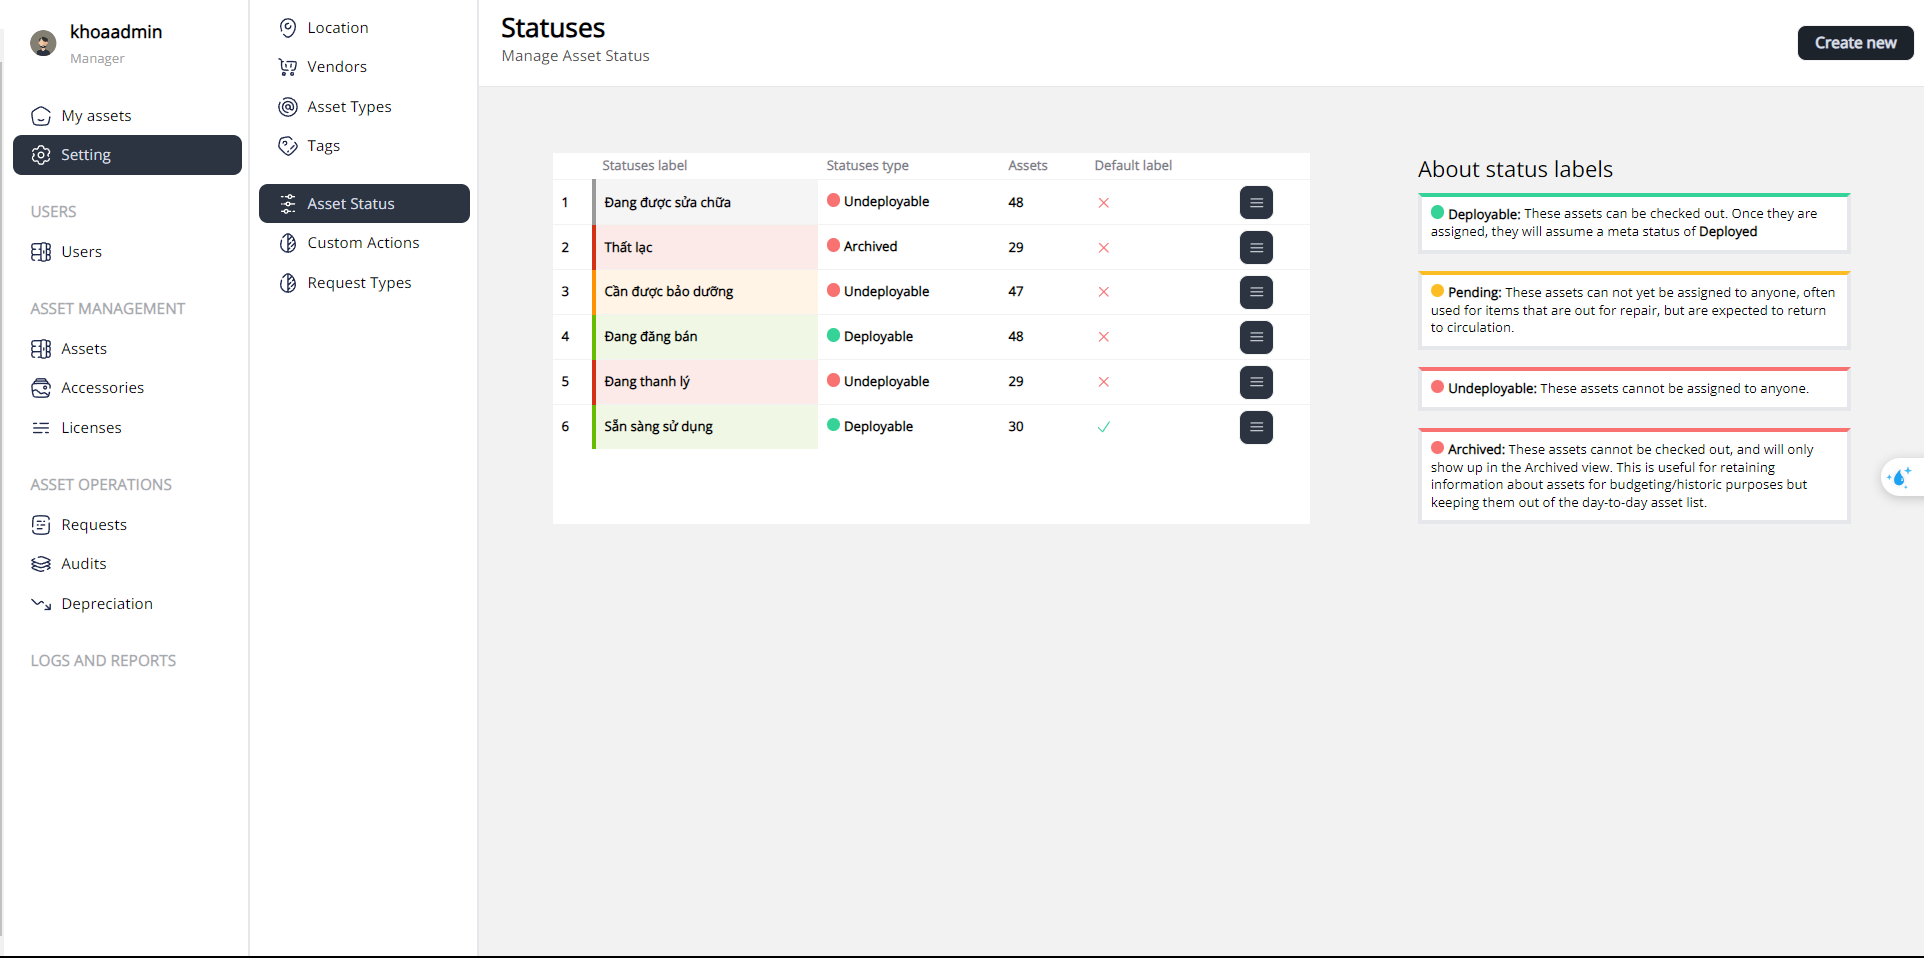 khoaadmin
Manager
My assets
Setting
USERS
Users
ASSET MANAGEMENT
Assets
Accessories
Licenses
ASSET OPERATIONS
Requests
Audits
Depreciation
LOGS AND REPORTS
Location
Vendors
Asset Types
Tags
Asset Status
Custom Actions
Request Types
Statuses
Manage Asset Status
Create new
Statuses label Statuses type Assets Default label
1 Đang được sửa chữa Undeployable 48
2 Thất lạc Archived 29
3 Cần được bảo dưỡng Undeployable 47
4 Đang đăng bán Deployable 48
5 Đang thanh lý Undeployable 29
6 Sẵn sàng sử dụng Deployable 30
About status labels
Deployable: These assets can be checked out. Once they are
assigned, they will assume a meta status of Deployed
Pending: These assets can not yet be assigned to anyone, often
used for items that are out for repair, but are expected to return
to circulation.
Undeployable: These assets cannot be assigned to anyone.
Archived: These assets cannot be checked out, and will only
show up in the Archived view. This is useful for retaining
information about assets for budgeting/historic purposes but
keeping them out of the day-to-day asset list.